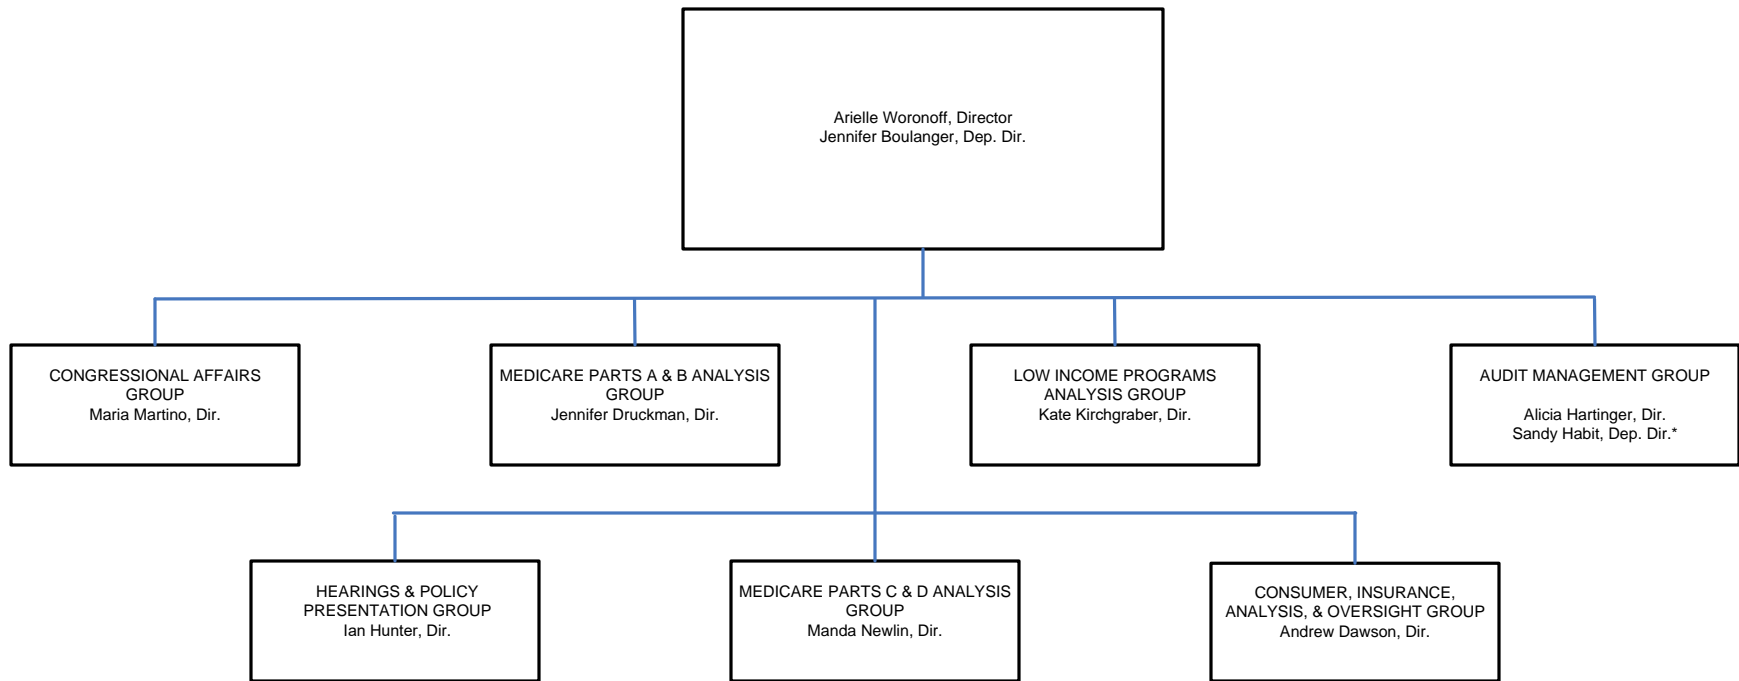 Arielle Woronoff, Director
Jennifer Boulanger, Dep. Dir.
CONGRESSIONAL AFFAIRS
GROUP
Maria Martino, Dir.
MEDICARE PARTS A & B ANALYSIS
GROUP
Jennifer Druckman, Dir.
LOW INCOME PROGRAMS
ANALYSIS GROUP
Kate Kirchgraber, Dir.
AUDIT MANAGEMENT GROUP
Alicia Hartinger, Dir.
Sandy Habit, Dep. Dir.*
HEARINGS & POLICY
PRESENTATION GROUP
Ian Hunter, Dir.
MEDICARE PARTS C & D ANALYSIS
GROUP
Manda Newlin, Dir.
CONSUMER, INSURANCE,
ANALYSIS, & OVERSIGHT GROUP
Andrew Dawson, Dir.